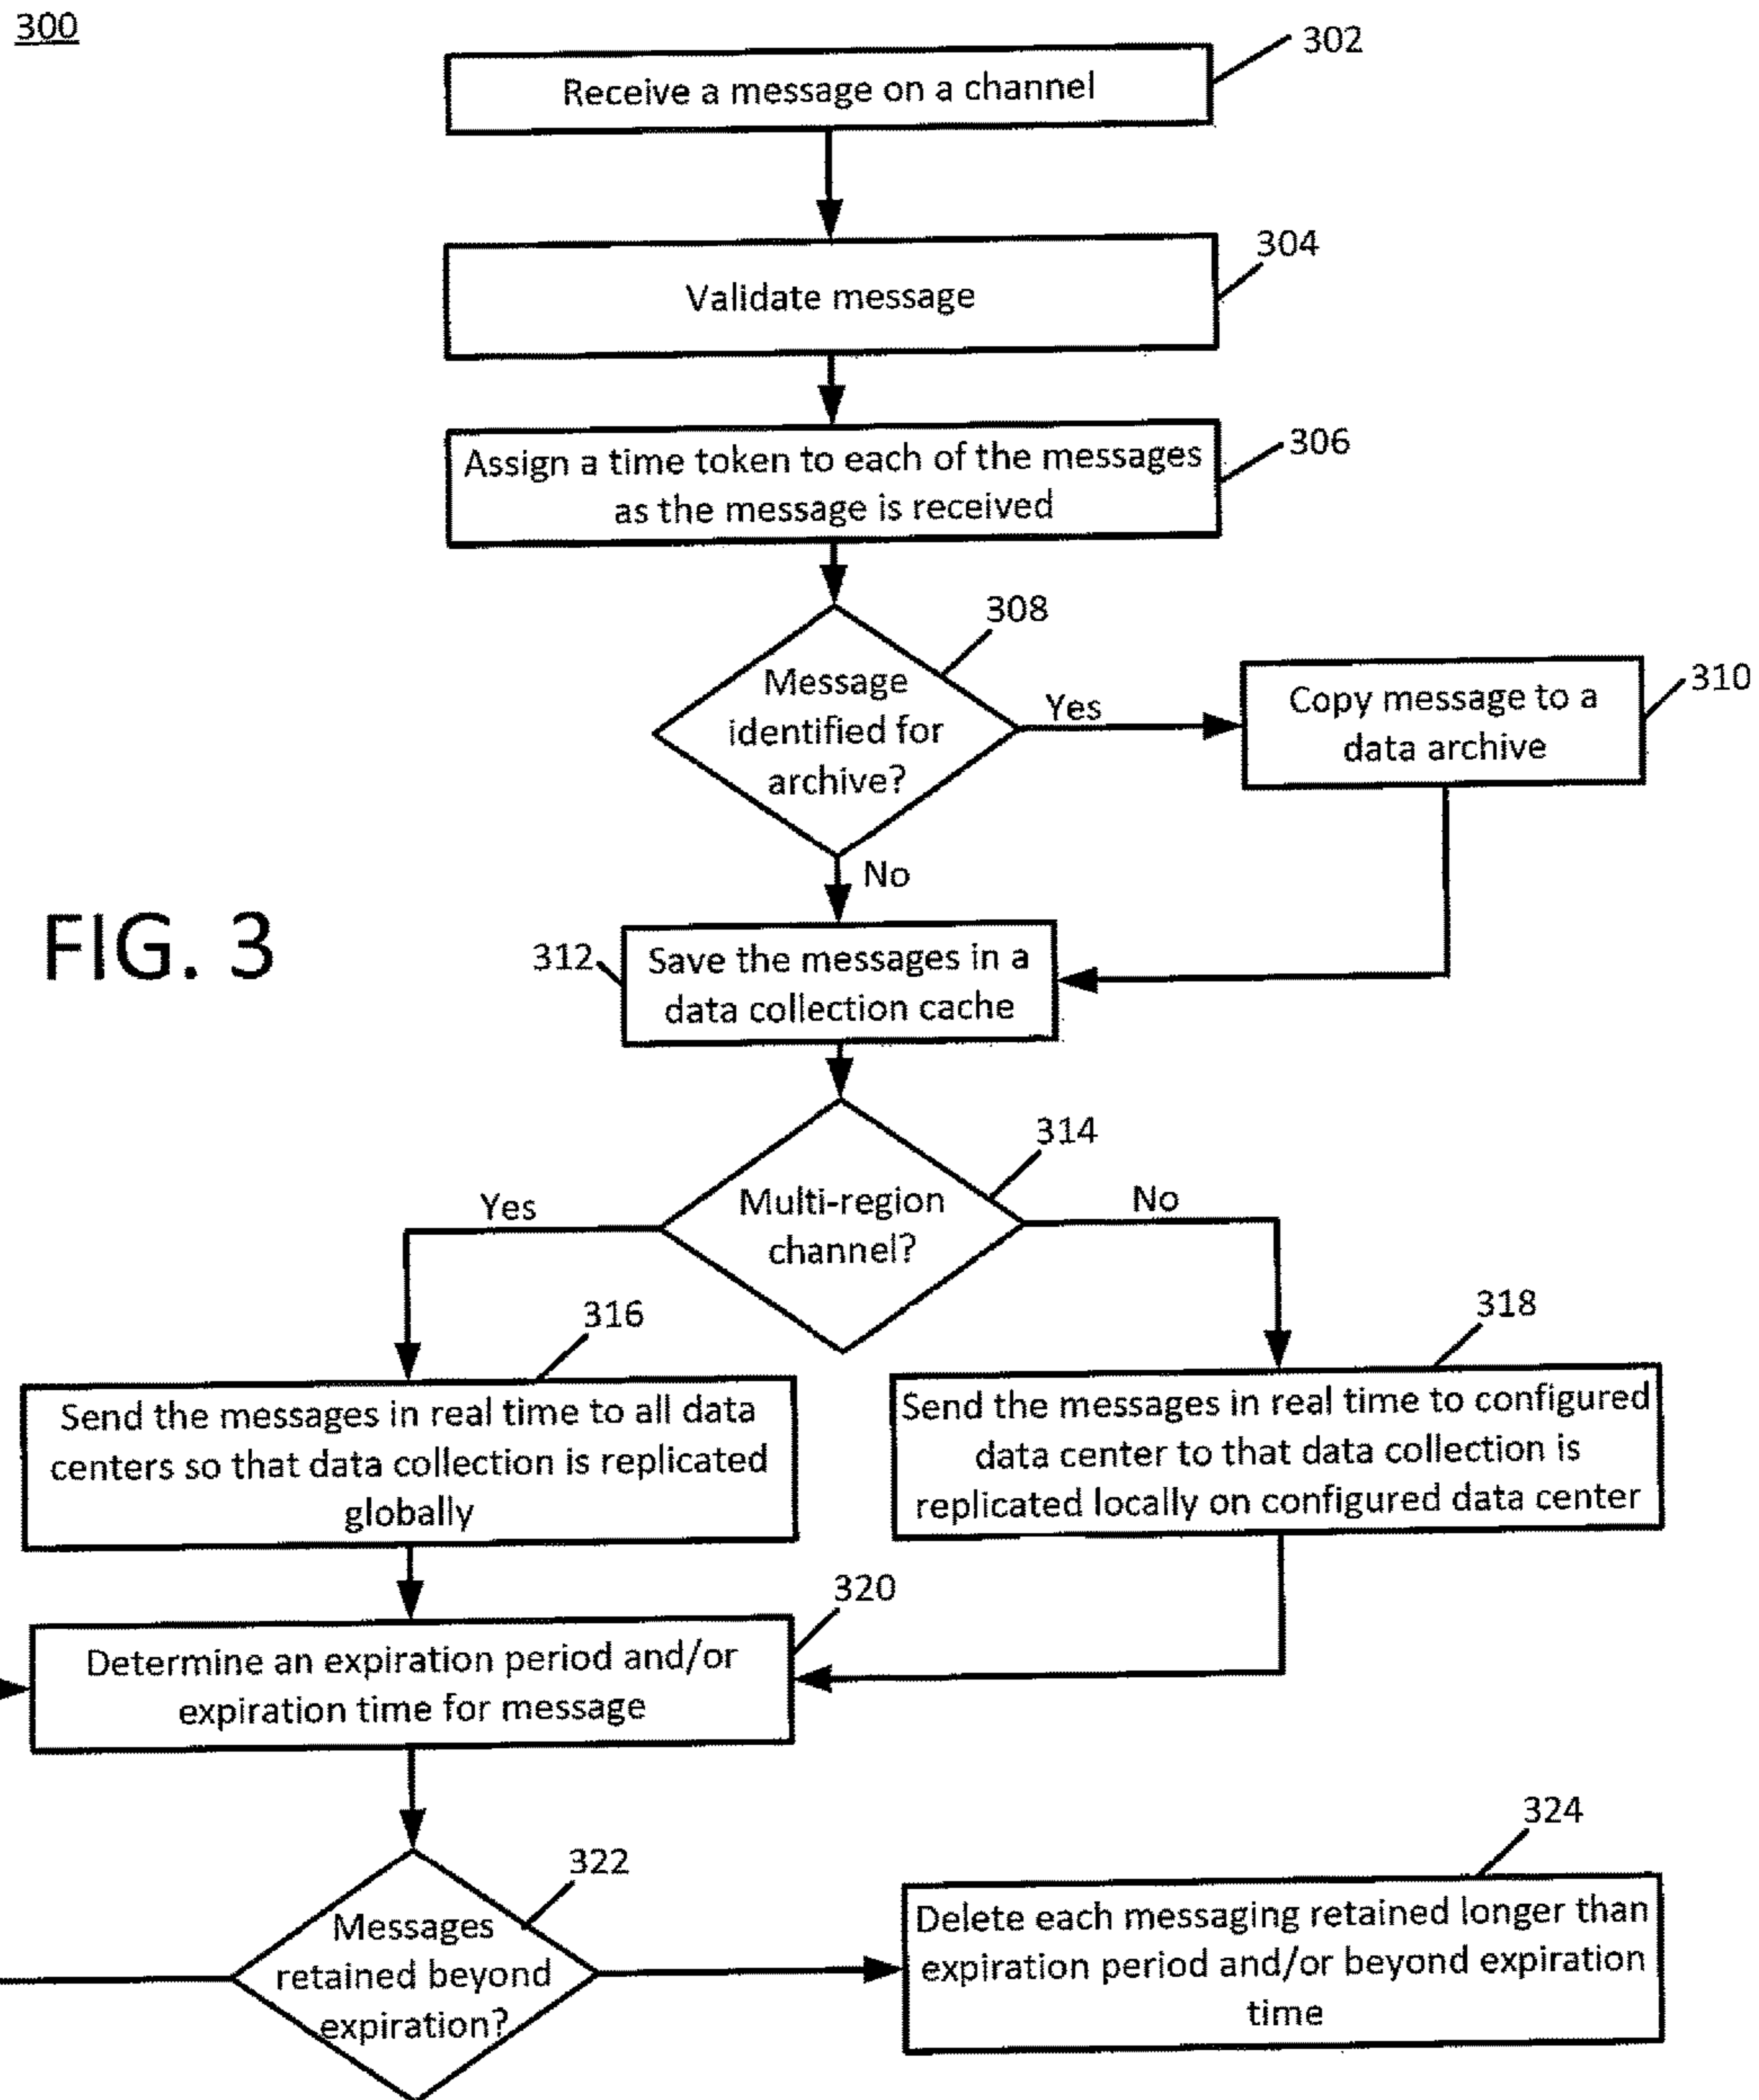 300
302
Receive a message on a channel
304
Validate message
306
Assign a time token to each of the messages
as the message is received
308
Message
identified for
archive?
Yes
310
Copy message to a
data archive
No
FIG. 3
312
Save the messages in a
data collection cache
314
Multi-region
channel?
Yes
No
316
Send the messages in real time to all data
centers so that data collection is replicated
globally
318
Send the messages in real time to configured
data center to that data collection is
replicated locally on configured data center
320
Determine an expiration period and/or
expiration time for message
322
Messages
retained beyond
expiration?
324
Delete each messaging retained longer than
expiration period and/or beyond expiration
time